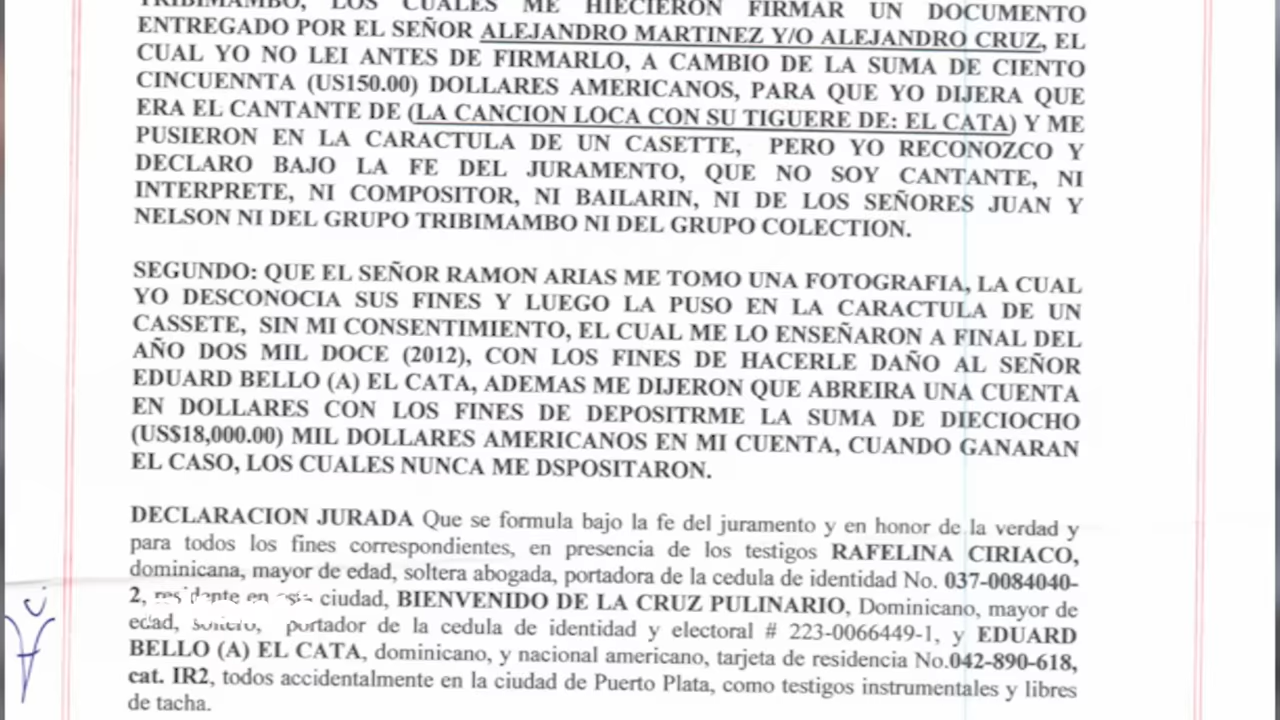 TRIBIMAMBO, LOS CUALES ME HIECIERON FIRMAR UN DOCUMENTO
ENTREGADO POR EL SEÑOR ALEJANDRO MARTINEZ Y/O ALEJANDRO CRUZ, EL
CUAL YO NO LEI ANTES DE FIRMARLO, A CAMBIO DE LA SUMA DE CIENTO
CINCUENNTA (US150.00) DOLLARES AMERICANOS, PARA QUE YO DIJERA QUE
ERA EL CANTANTE DE (LA CANCION LOCA CON SU TIGUERE DE: EL CATA) Y ME
PUSIERON EN LA CARACTULA DE UN CASETTE, PERO YO RECONOZCO Y
DECLARO BAJO LA FE DEL JURAMENTO, QUE NO SOY CANTANTE, NI
INTERPRETE, NI COMPOSITOR, NI BAILARIN, NI DE LOS SEÑORES JUAN Y
NELSON NI DEL GRUPO TRIBIMAMBO NI DEL GRUPO COLECTION.
SEGUNDO: QUE EL SEÑOR RAMON ARIAS ME TOMO UNA FOTOGRAFIA, LA CUAL
YO DESCONOCIA SUS FINES Y LUEGO LA PUSO EN LA CARACTULA DE UN
CASSETE, SIN MI CONSENTIMIENTO, EL CUAL ME LO ENSEÑARON A FINAL DEL
AÑO DOS MIL DOCE (2012), CON LOS FINES DE HACERLE DAÑO AL SEÑOR
EDUARD BELLO (A) EL CATA, ADEMAS ME DIJERON QUE ABREIRA UNA CUENTA
EN DOLLARES CON LOS FINES DE DEPOSITRME LA SUMA DE DIECIOCHO
(US$18,000.00) MIL DOLLARES AMERICANOS EN MI CUENTA, CUANDO GANARAN
EL CASO, LOS CUALES NUNCA ME DSPOSITARON.
DECLARACION JURADA Que se formula bajo la fe del juramento y en honor de la verdad y
para todos los fines correspondientes, en presencia de los testigos RAFELINA CIRIACO,
dominicana, mayor de edad, soltera abogada, portadora de la cedula de identidad No. 037-0084040-
2, residente en esta ciudad, BIENVENIDO DE LA CRUZ PULINARIO, Dominicano, mayor de
edad, soltero, portador de la cedula de identidad y electoral # 223-0066449-1, y EDUARD
BELLO (A) EL CATA, dominicano, y nacional americano, tarjeta de residencia No.042-890-618,
cat. IR2, todos accidentalmente en la ciudad de Puerto Plata, como testigos instrumentales y libres
de tacha.